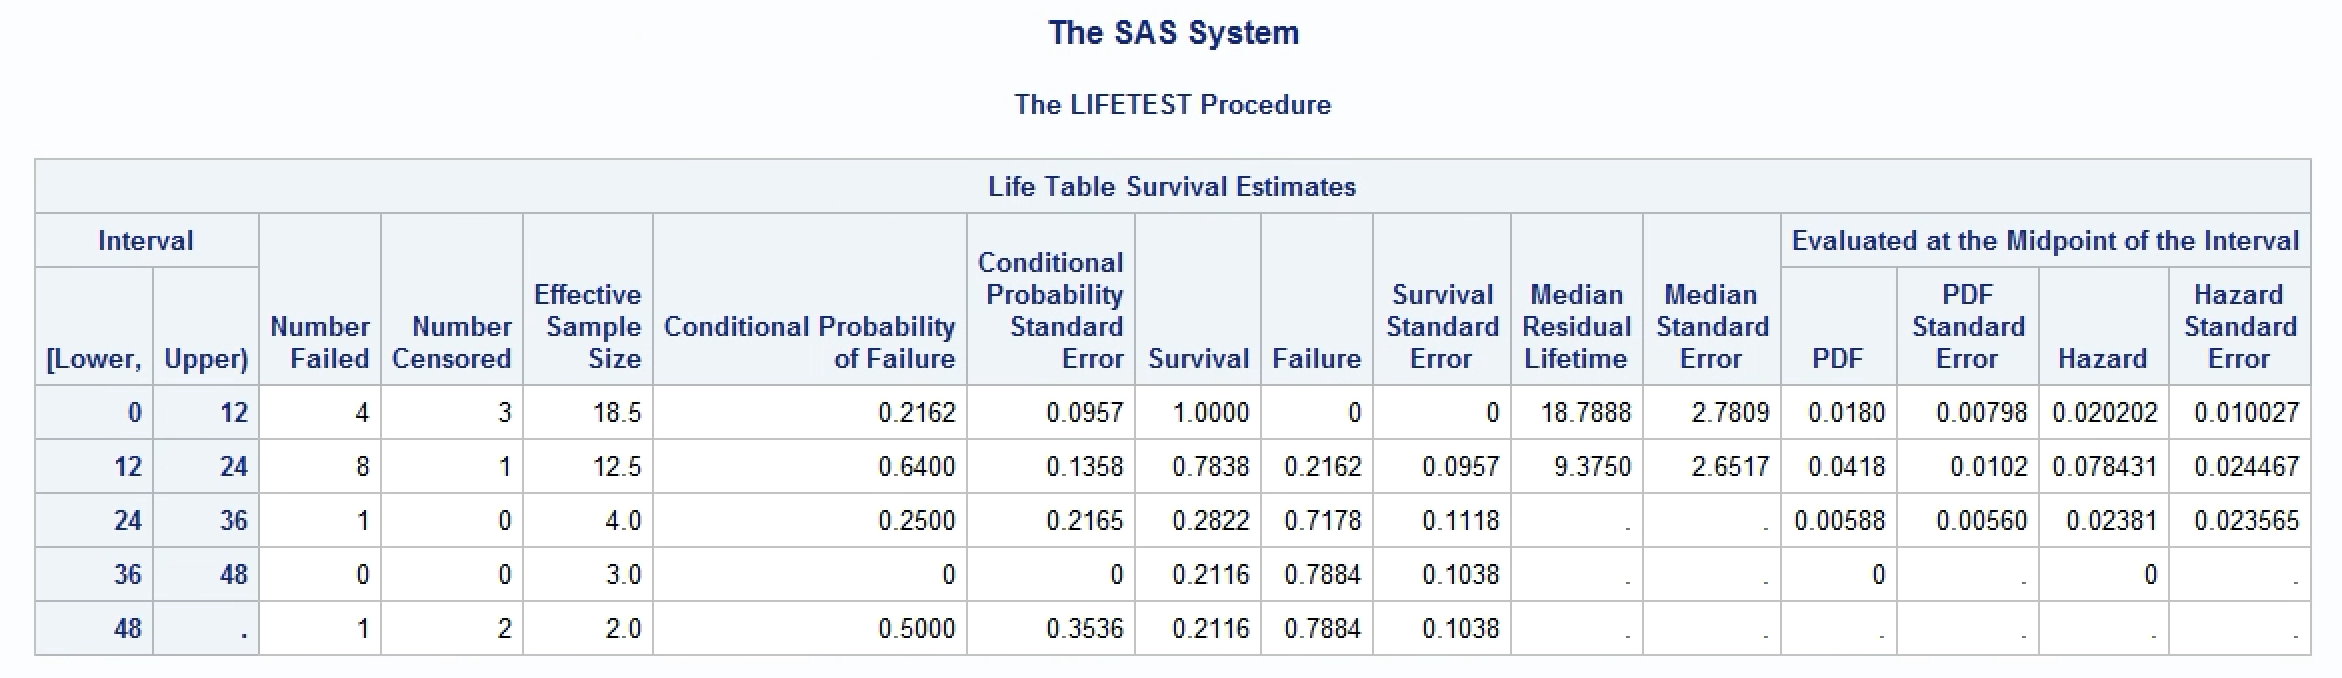 The SAS System
The LIFETEST Procedure
Life Table Survival Estimates
Interval Number Failed Number Censored Effective Sample Size Conditional Probability of Failure Conditional Probability Standard Error Survival Failure Survival Standard Error Median Residual Lifetime Median Standard Error Evaluated at the Midpoint of the Interval
[Lower, Upper) PDF PDF Standard Error Hazard Hazard Standard Error
0 12 4 3 18.5 0.2162 0.0957 1.0000 0 0 18.7888 2.7809 0.0180 0.00798 0.020202 0.010027
12 24 8 1 12.5 0.6400 0.1358 0.7838 0.2162 0.0957 9.3750 2.6517 0.0418 0.0102 0.078431 0.024467
24 36 1 0 4.0 0.2500 0.2165 0.2822 0.7178 0.1118 . . 0.00588 0.00560 0.02381 0.023565
36 48 0 0 3.0 0 0 0.2116 0.7884 0.1038 . . 0 . 0 .
48 . 1 2 2.0 0.5000 0.3536 0.2116 0.7884 0.1038 . . . . . .